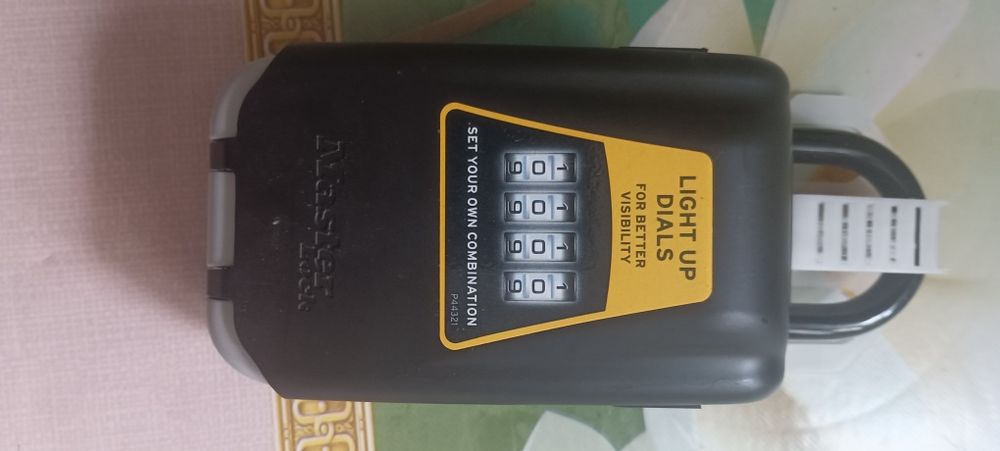 LIGHT UP
DIALS
FOR BETTER
VISIBILITY
1 1 1 1
0 0 0 0
9 9 9 9
SET YOUR OWN COMBINATION
P44321
Master
Lock